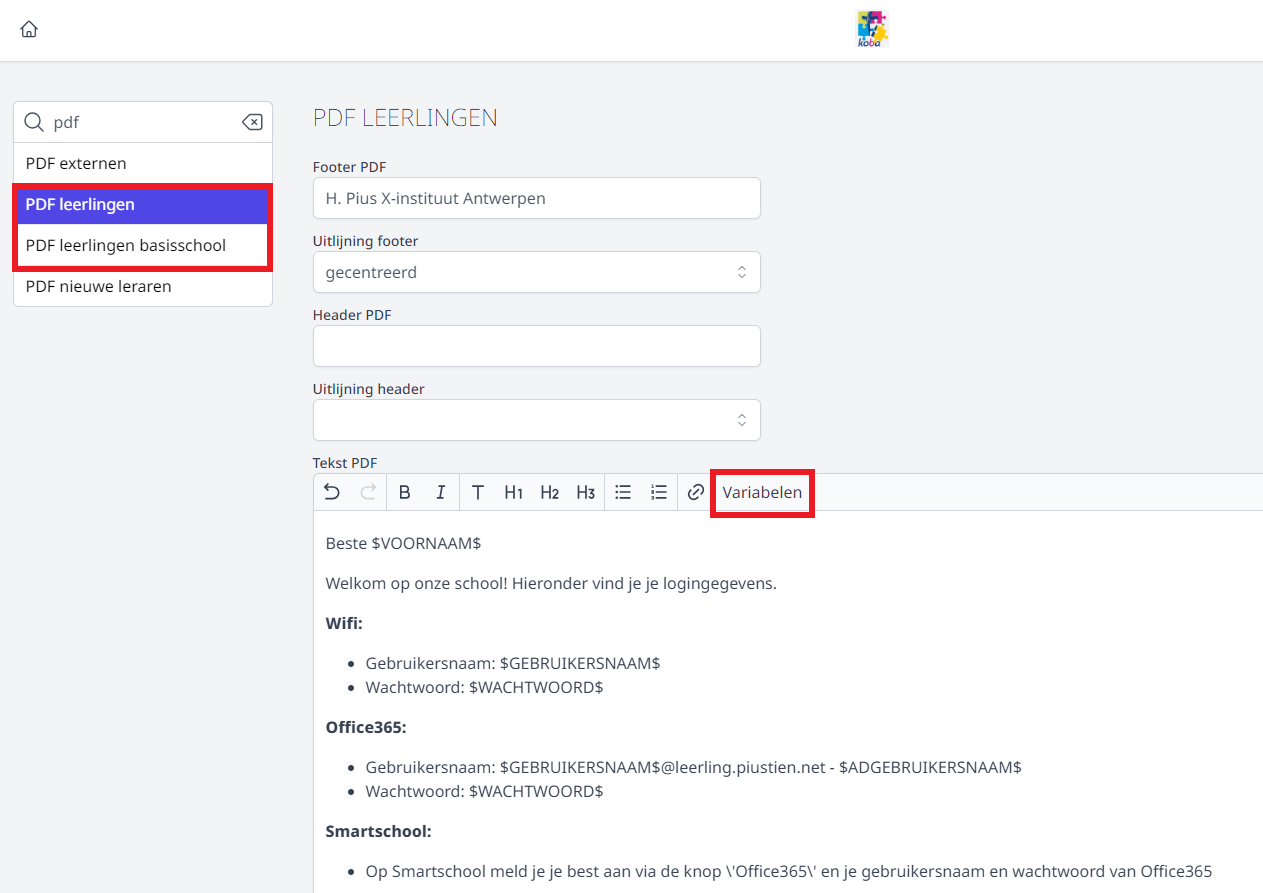 koba
pdf
PDF externen
PDF leerlingen
PDF leerlingen basisschool
PDF nieuwe leraren
PDF LEERLINGEN
Footer PDF
H. Pius X-instituut Antwerpen
Uitlijning footer
gecentreerd
Header PDF
Uitlijning header
Tekst PDF
B I T H1 H2 H3 Variabelen
Beste $VOORNAAM$
Welkom op onze school! Hieronder vind je je logingegevens.
Wifi:
• Gebruikersnaam: $GEBRUIKERSNAAM$
• Wachtwoord: $WACHTWOORD$
Office365:
• Gebruikersnaam: $GEBRUIKERSNAAM$@leerling.piustien.net - $ADGEBRUIKERSNAAM$
• Wachtwoord: $WACHTWOORD$
Smartschool:
• Op Smartschool meld je je best aan via de knop \'Office365\' en je gebruikersnaam en wachtwoord van Office365